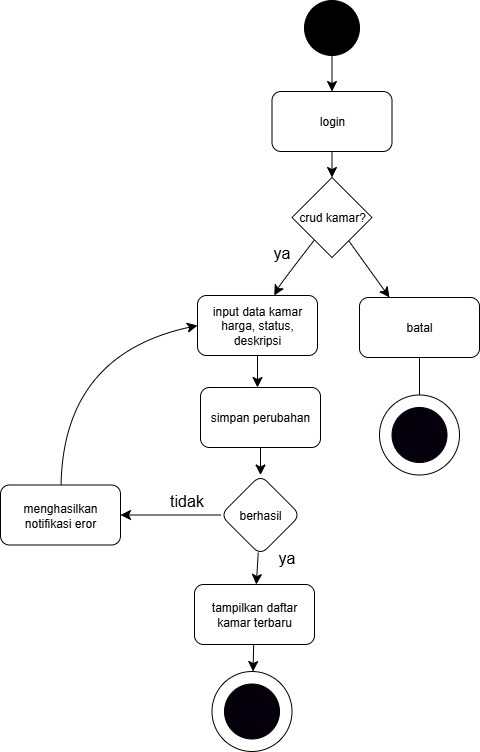 login
crud kamar?
ya
input data kamar
harga, status,
deskripsi
batal
simpan perubahan
tidak
menghasilkan
notifikasi eror
berhasil
ya
tampilkan daftar
kamar terbaru